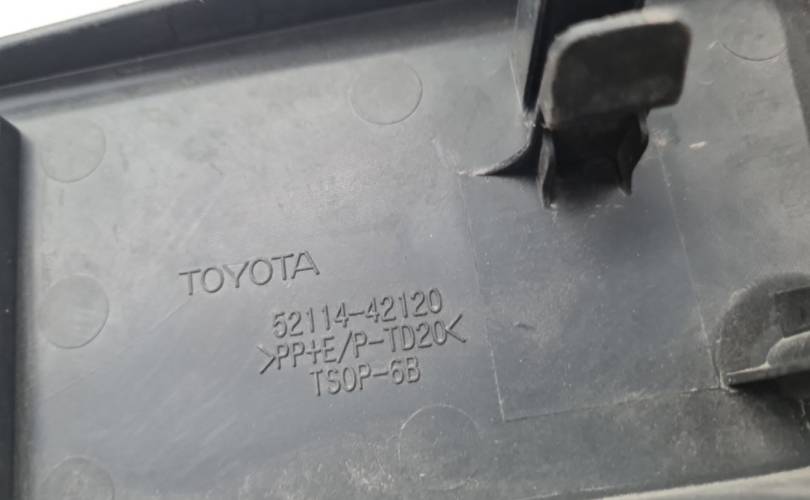 TOYOTA
52114-42120
>PP+E/P-TD20<
TSOP-6B